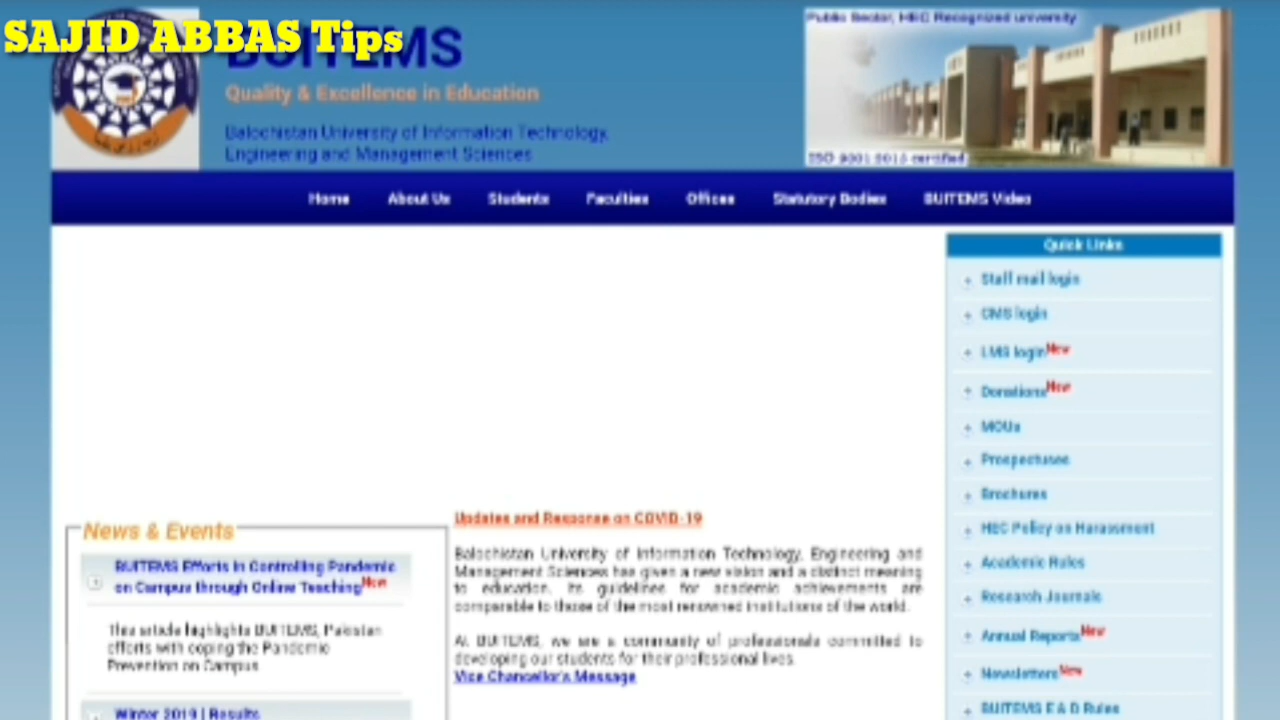 SAJID ABBAS Tips
BUITEMS
Quality & Excellence in Education
Balochistan University of Information Technology,
Engineering and Management Sciences
Public Sector, HEC Recognized university
ISO 9001:2015 certified
Home About Us Students Faculties Offices Statutory Bodies BUITEMS Video
Quick Links
Staff mail login
CMS login
LMS login New
Donations New
MOUs
Prospectuses
Brochures
HEC Policy on Harassment
Academic Rules
Research Journals
Annual Reports New
Newsletters New
BUITEMS E & D Rules
News & Events
BUITEMS Efforts in Controlling Pandemic
on Campus through Online Teaching New
This article highlights BUITEMS, Pakistan
efforts with coping the Pandemic
Prevention on Campus
Winter 2019 | Results
Updates and Response on COVID-19
Balochistan University of Information Technology, Engineering and
Management Sciences has given a new vision and a distinct meaning
to education. Its guidelines for academic achievements are
comparable to those of the most renowned institutions of the world.
At BUITEMS, we are a community of professionals committed to
developing our students for their professional lives.
Vice Chancellor's Message